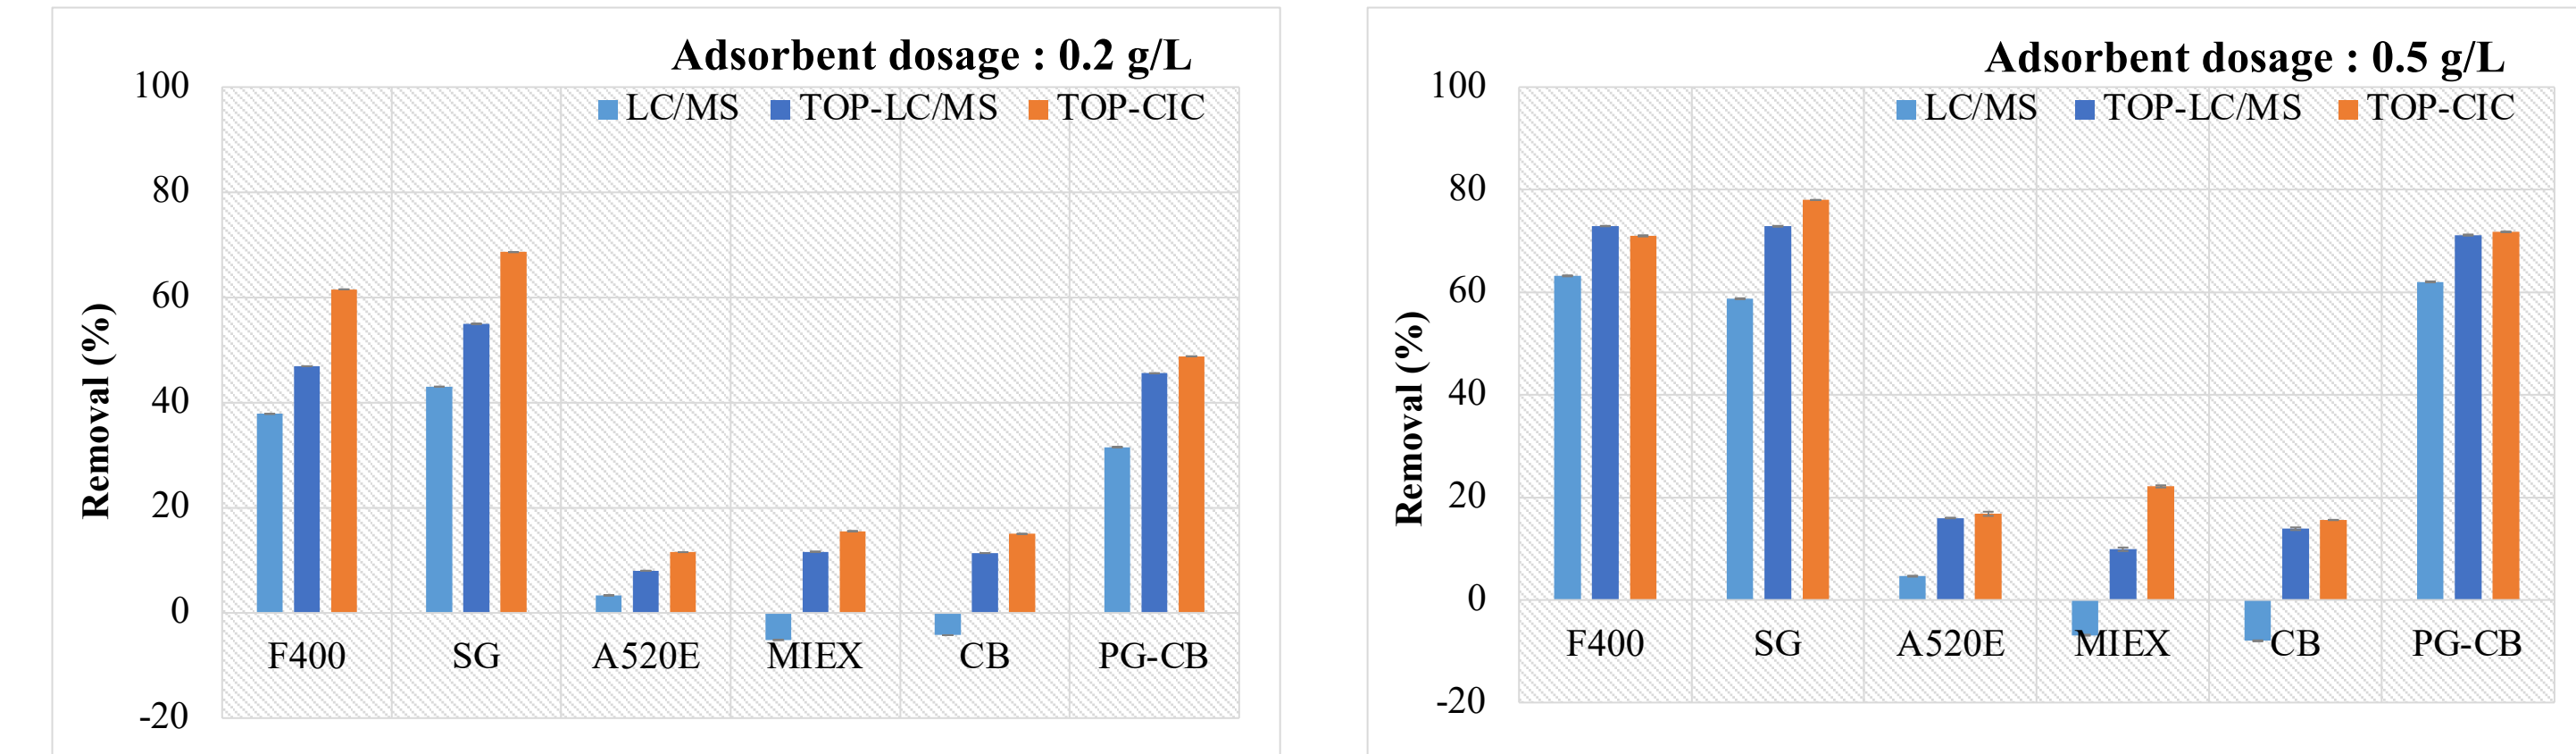 Adsorbent dosage : 0.2 g/L
LC/MS TOP-LC/MS TOP-CIC
Removal (%)
100
80
60
40
20
0
-20
F400 SG A520E MIEX CB PG-CB
Adsorbent dosage : 0.5 g/L
LC/MS TOP-LC/MS TOP-CIC
Removal (%)
100
80
60
40
20
0
-20
F400 SG A520E MIEX CB PG-CB